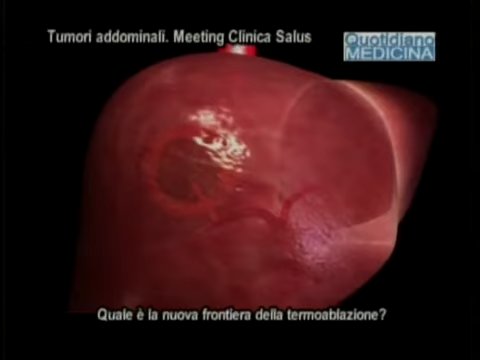 Tumori addominali. Meeting Clinica Salus
Quotidiano
MEDICINA
Quale è la nuova frontiera della termoablazione?